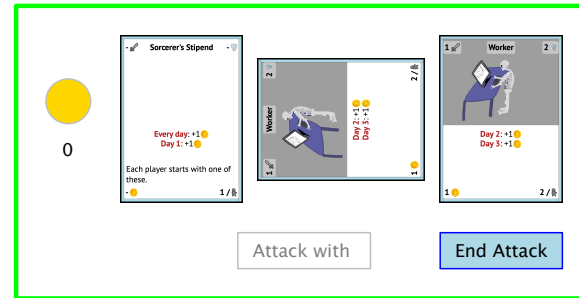 0
- Sorcerer's Stipend -
Every day: +1
Day 1: +1
Each player starts with one of
these.
- 1 /
1 Worker 2
Day 2: +1
Day 3: +1
1 2 /
1 Worker 2
Day 2: +1
Day 3: +1
1 2 /
Attack with
End Attack